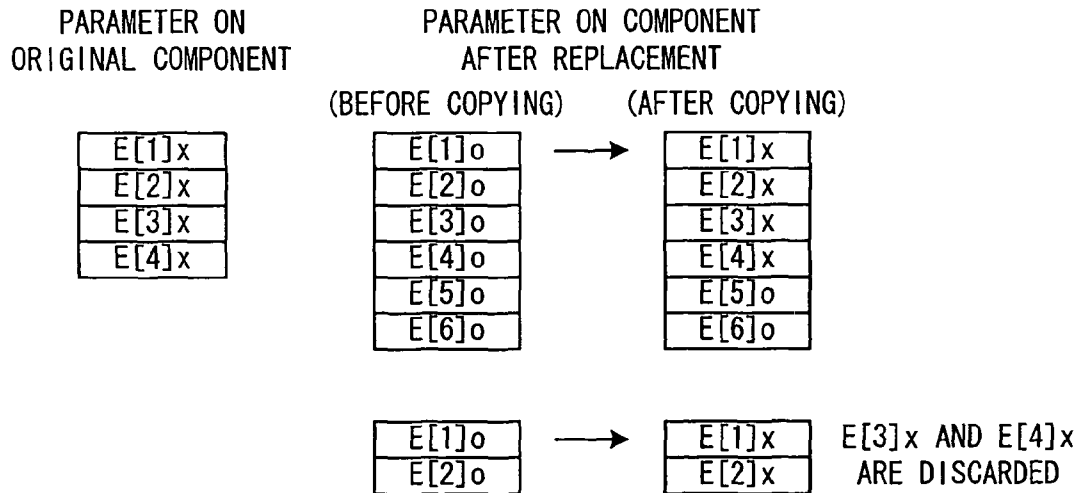 PARAMETER ON
ORIGINAL COMPONENT
PARAMETER ON COMPONENT
AFTER REPLACEMENT
(BEFORE COPYING)
(AFTER COPYING)
E[1]x
E[2]x
E[3]x
E[4]x
E[1]o
E[2]o
E[3]o
E[4]o
E[5]o
E[6]o
E[1]x
E[2]x
E[3]x
E[4]x
E[5]o
E[6]o
E[1]o
E[2]o
E[1]x
E[2]x
E[3]x AND E[4]x
ARE DISCARDED